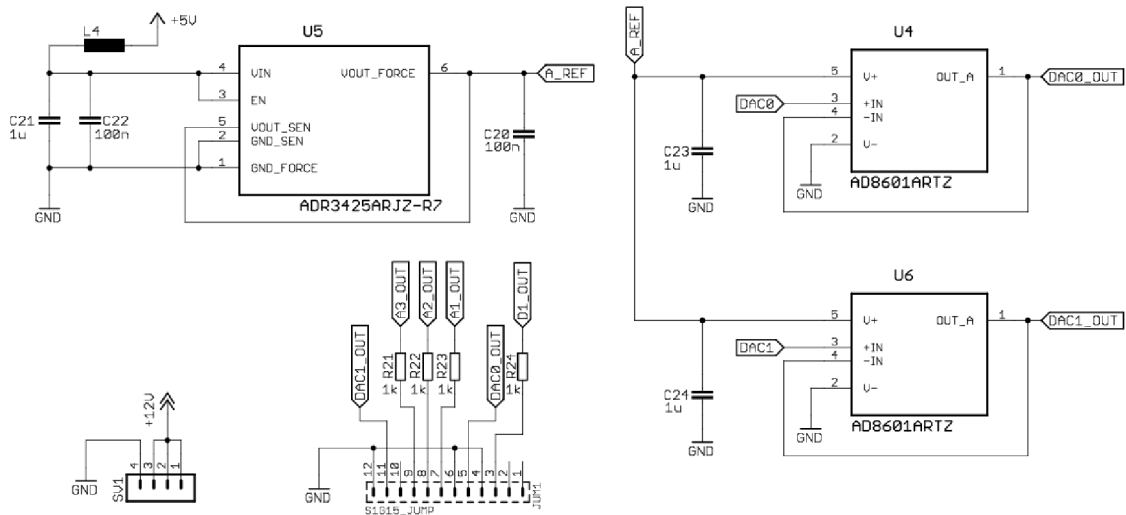 L4
+5V
U5
4 VIN
VOUT_FORCE 6
A_REF
3 EN
5 VOUT_SEN
2 GND_SEN
1 GND_FORCE
C21
1u
C22
100n
C20
100n
GND
GND
ADR3425ARJZ-R7
A_REF
U4
5 V+
OUT_A 1
DAC0_OUT
DAC0
3 +IN
4 -IN
2 V-
C23
1u
GND
GND
AD8601ARTZ
U6
5 V+
OUT_A 1
DAC1_OUT
DAC1
3 +IN
4 -IN
2 V-
C24
1u
GND
GND
AD8601ARTZ
A3_OUT
A2_OUT
A1_OUT
D1_OUT
DAC1_OUT
R21
1k
R22
1k
R23
1k
DAC0_OUT
R24
1k
+12V
GND
4 3 2 1
SV1
GND
12 11 10 9 8 7 6 5 4 3 2 1
SIG15_JUMP
JUM1